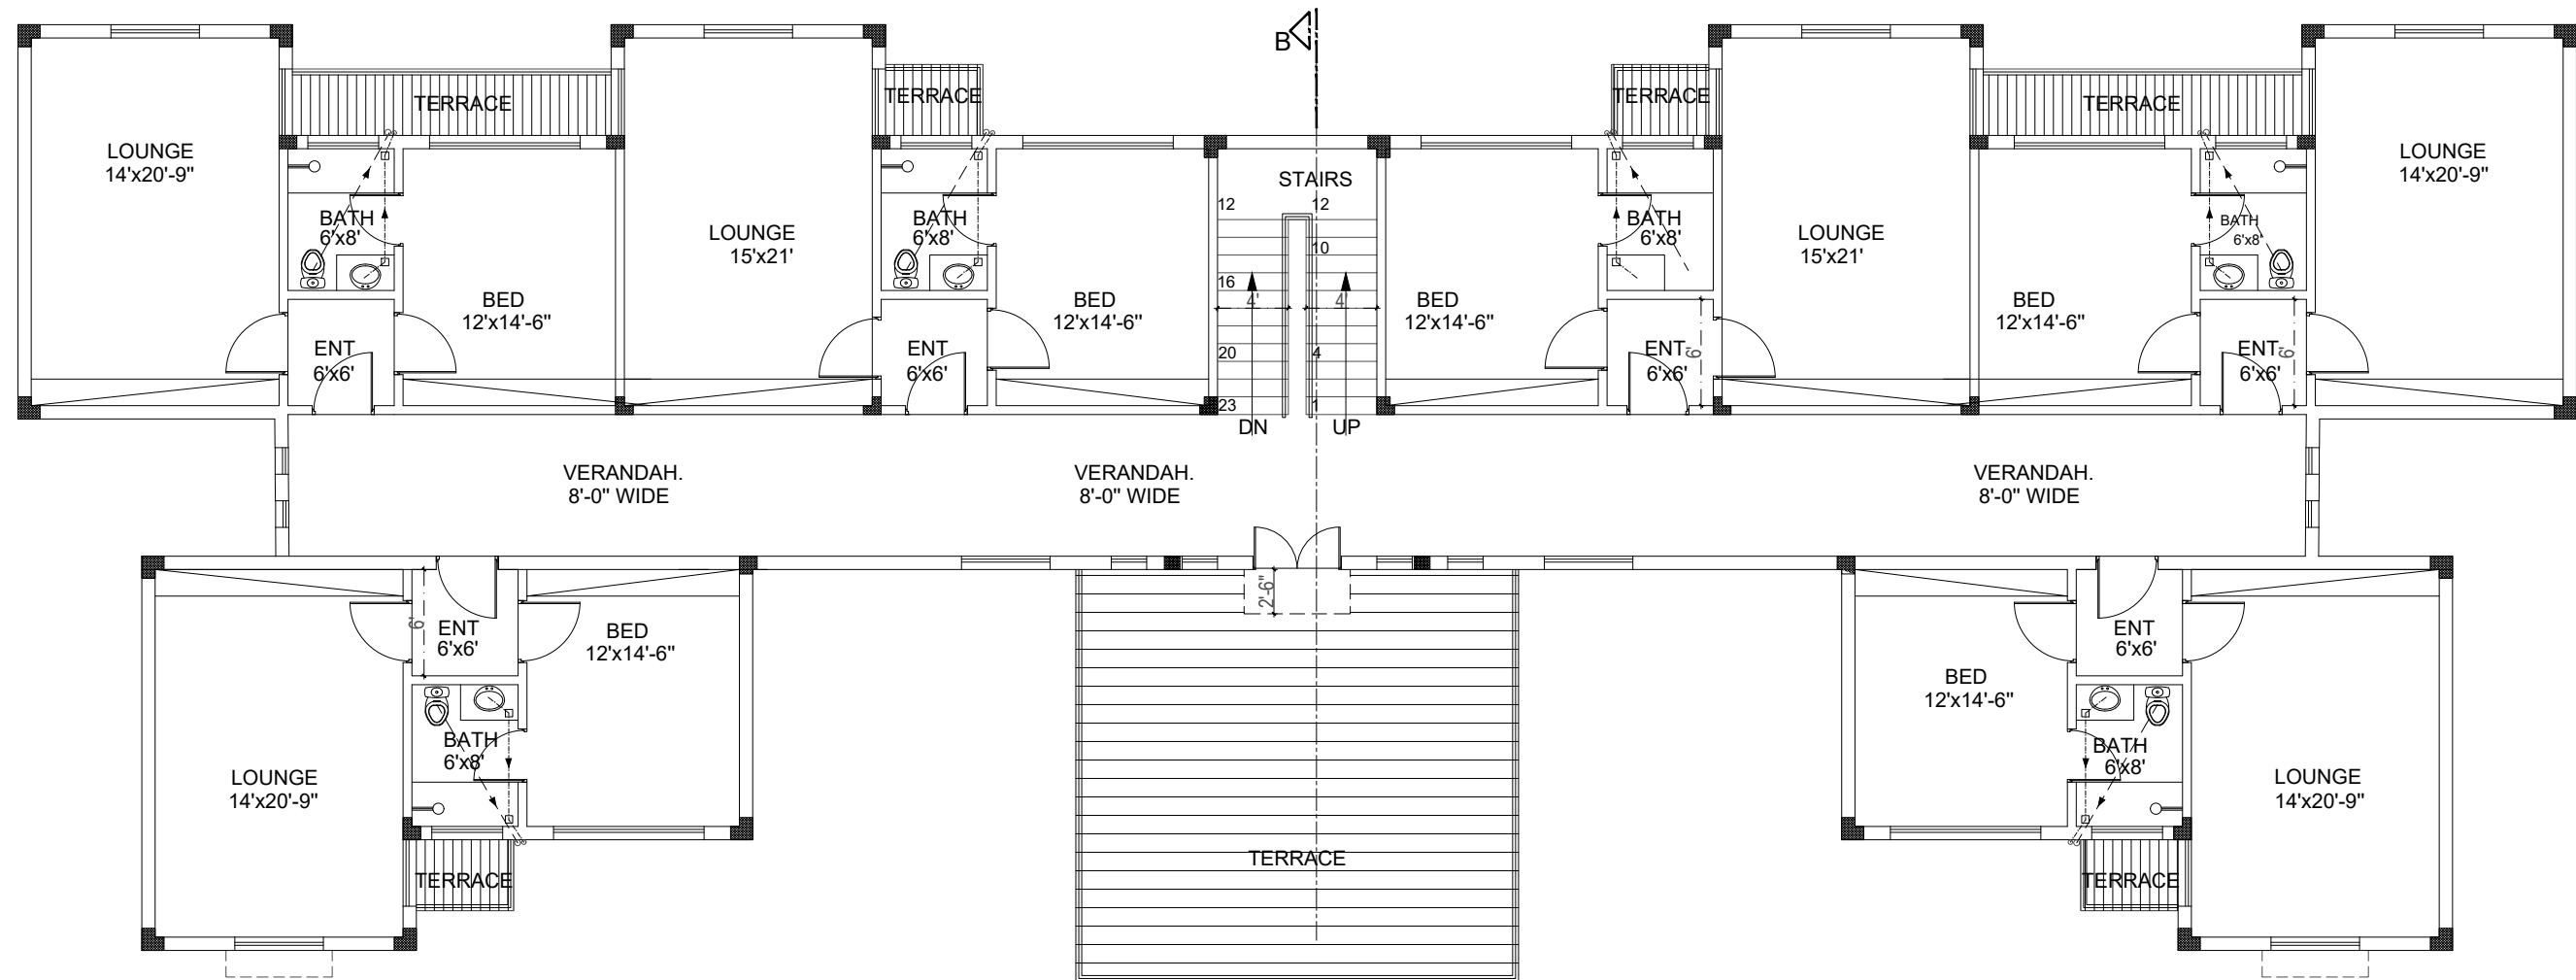 B
TERRACE
TERRACE
TERRACE
TERRACE
LOUNGE
14'x20'-9"
LOUNGE
14'x20'-9"
STAIRS
12
12
BATH
6'x8'
LOUNGE
15'x21'
BATH
6'x8'
10
BATH
6'x8'
LOUNGE
15'x21'
BATH
6'x8'
16
4'
4'
BED
12'x14'-6"
BED
12'x14'-6"
BED
12'x14'-6"
BED
12'x14'-6"
ENT
6'x6'
ENT
6'x6'
20
4
ENT
6'x6'
6'
ENT
6'x6'
6'
23
1
DN
UP
VERANDAH.
8'-0" WIDE
VERANDAH.
8'-0" WIDE
VERANDAH.
8'-0" WIDE
2'-6"
6'
ENT
6'x6'
BED
12'x14'-6"
ENT
6'x6'
BED
12'x14'-6"
BATH
6'x8'
BATH
6'x8'
LOUNGE
14'x20'-9"
LOUNGE
14'x20'-9"
TERRACE
TERRACE
TERRACE